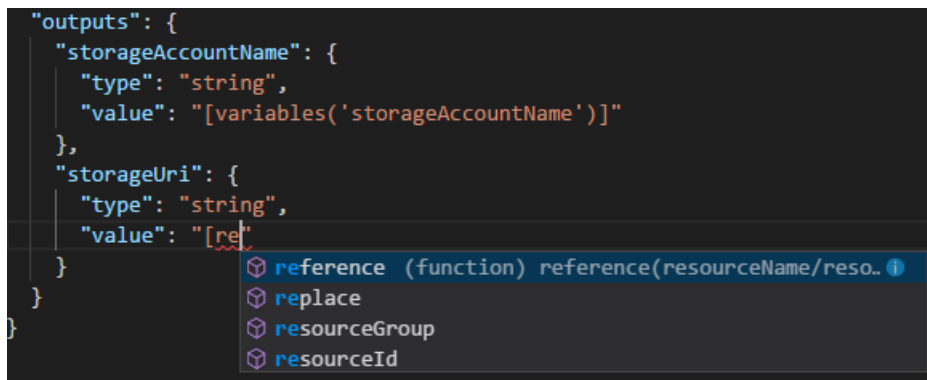 "outputs": {
"storageAccountName": {
"type": "string",
"value": "[variables('storageAccountName')]"
},
"storageUri": {
"type": "string",
"value": "[re"
}
reference (function) reference(resourceName/reso..
}
replace
}
resourceGroup
resourceId